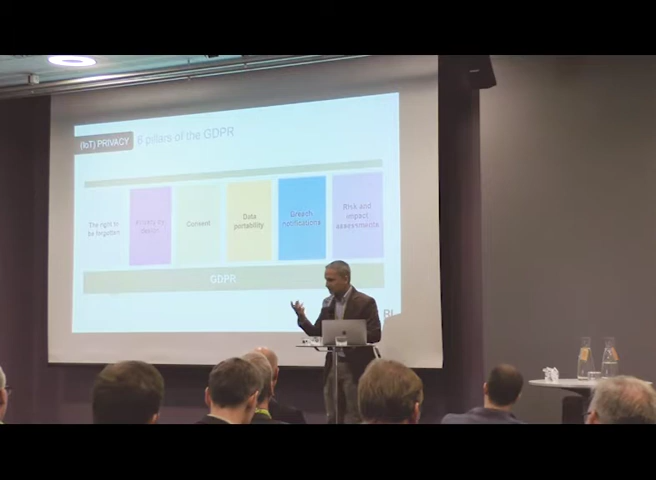 (IoT) PRIVACY 6 pillars of the GDPR
The right to
be forgotten
Privacy by
design
Consent
Data
portability
Breach
notifications
Risk and
impact
assessments
GDPR